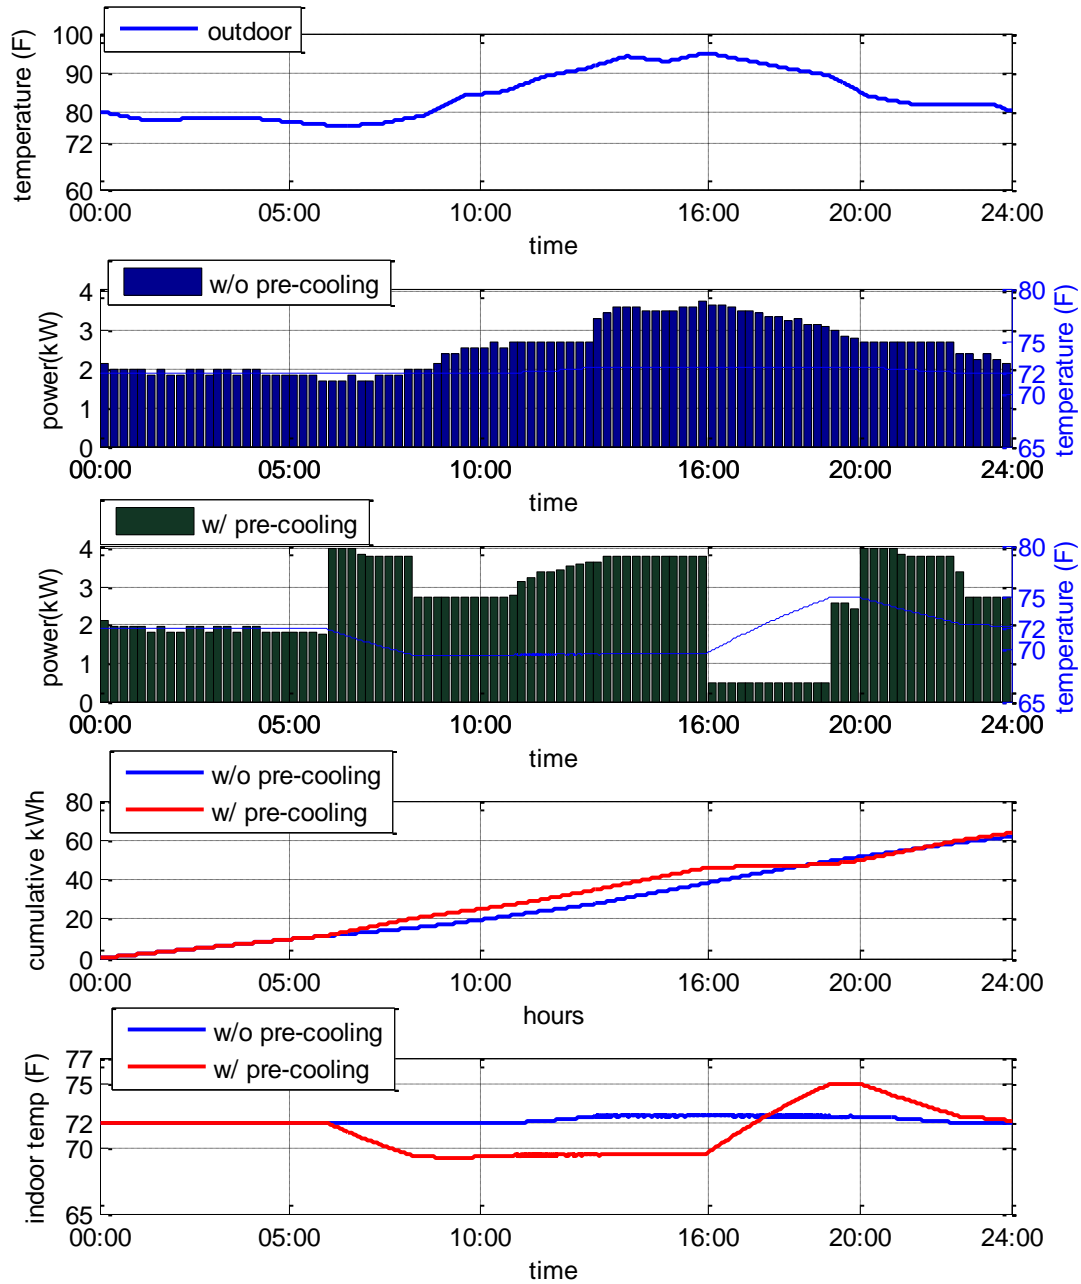 outdoor
temperature (F)
100
90
80
72
60
00:00 05:00 10:00 16:00 20:00 24:00
time
w/o pre-cooling
power(kW)
4
3
2
1
0
80
75
72
70
65
temperature (F)
00:00 05:00 10:00 16:00 20:00 24:00
time
w/ pre-cooling
power(kW)
4
3
2
1
0
80
75
72
70
65
temperature (F)
00:00 05:00 10:00 16:00 20:00 24:00
time
w/o pre-cooling
w/ pre-cooling
cumulative kWh
80
60
40
20
0
00:00 05:00 10:00 16:00 20:00 24:00
hours
w/o pre-cooling
w/ pre-cooling
indoor temp (F)
77
75
72
70
65
00:00 05:00 10:00 16:00 20:00 24:00
time